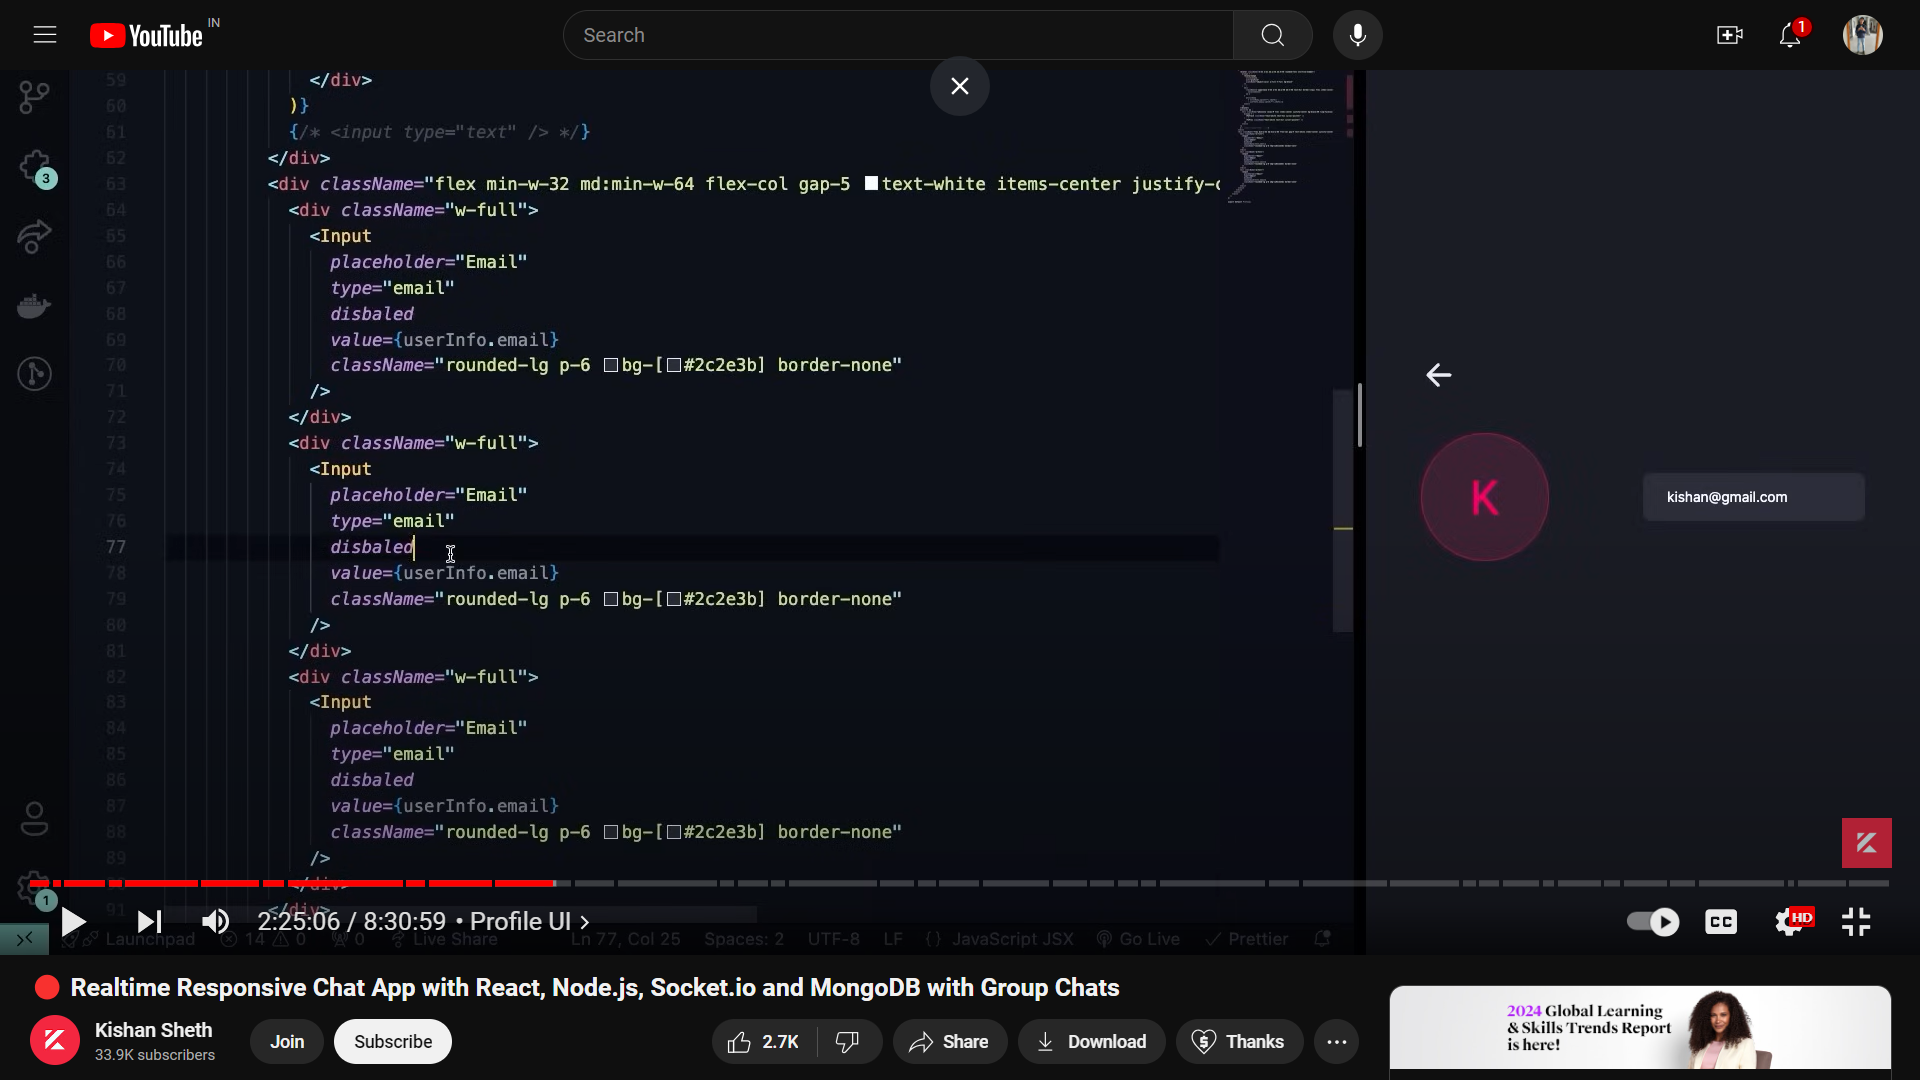 YouTube IN
Search
1
59 </div>
60 )}
61 {/* <input type="text" /> */}
62 </div>
63 <div className="flex min-w-32 md:min-w-64 flex-col gap-5 text-white items-center justify-c
64 <div className="w-full">
65 <Input
66 placeholder="Email"
67 type="email"
68 disbaled
69 value={userInfo.email}
70 className="rounded-lg p-6 bg-[#2c2e3b] border-none"
71 />
72 </div>
73 <div className="w-full">
74 <Input
75 placeholder="Email"
76 type="email"
77 disbaled
78 value={userInfo.email}
79 className="rounded-lg p-6 bg-[#2c2e3b] border-none"
80 />
81 </div>
82 <div className="w-full">
83 <Input
84 placeholder="Email"
85 type="email"
86 disbaled
87 value={userInfo.email}
88 className="rounded-lg p-6 bg-[#2c2e3b] border-none"
89 />
90 </div>
91 </div>
3
1
K
kishan@gmail.com
2:25:06 / 8:30:59 • Profile UI >
CC
HD
Launchpad 14 0 0 Live Share Ln 77, Col 25 Spaces: 2 UTF-8 LF {} JavaScript JSX Go Live Prettier
Realtime Responsive Chat App with React, Node.js, Socket.io and MongoDB with Group Chats
Kishan Sheth
33.9K subscribers
Join
Subscribe
2.7K
Share
Download
Thanks
2024 Global Learning
& Skills Trends Report
is here!